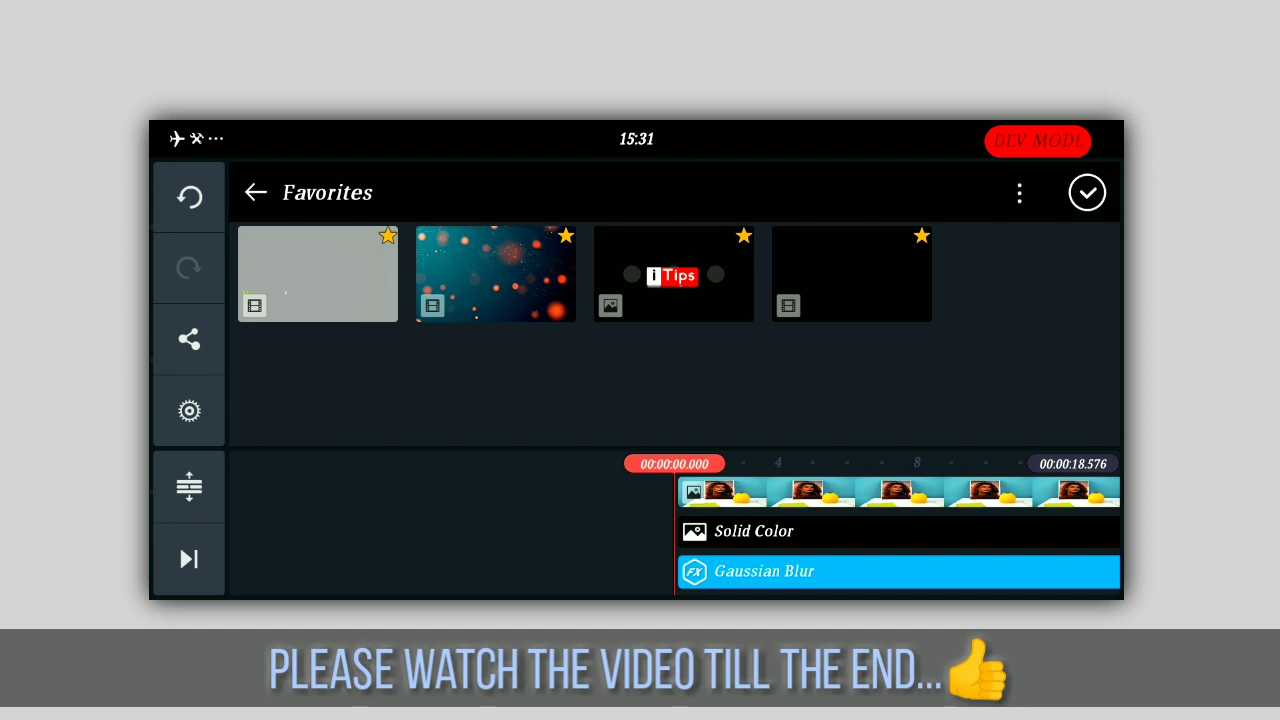 15:31
DEV MODE
Favorites
i Tips
00:00:00.000
4
8
00:00:18.576
Solid Color
FX Gaussian Blur
PLEASE WATCH THE VIDEO TILL THE END...